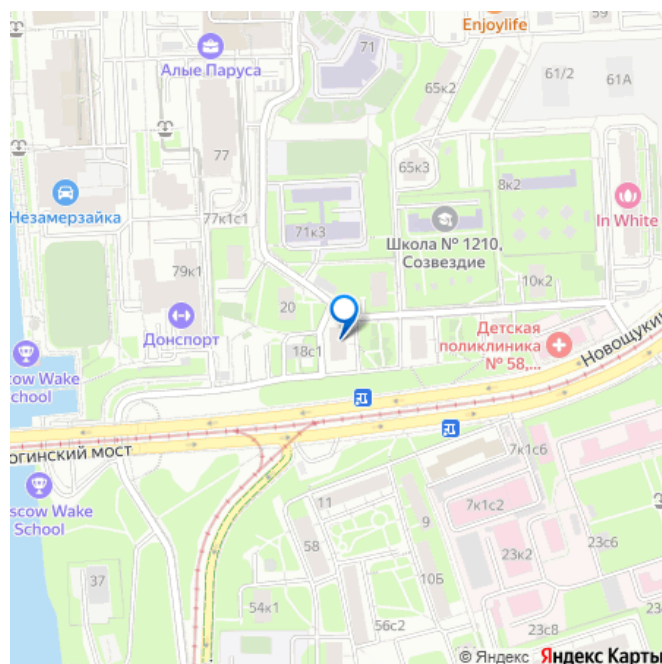 Enjoylife
59
71
Алые Паруса
65к2
61/2
61А
77
65к3
8к2
Незамерзайка
77к1с1
71к3
Школа № 1210,
Созвездие
In White
79к1
20
10к2
Донспорт
18с1
Детская
поликлиника
№ 58,...
Новощукин
scow Wake
School
огинский мост
7к1с6
oscow Wake
School
11
9
7к1с2
58
23с6
10Б
23к2
37
54к1
56с2
23с8
© Яндекс Яндекс Карты